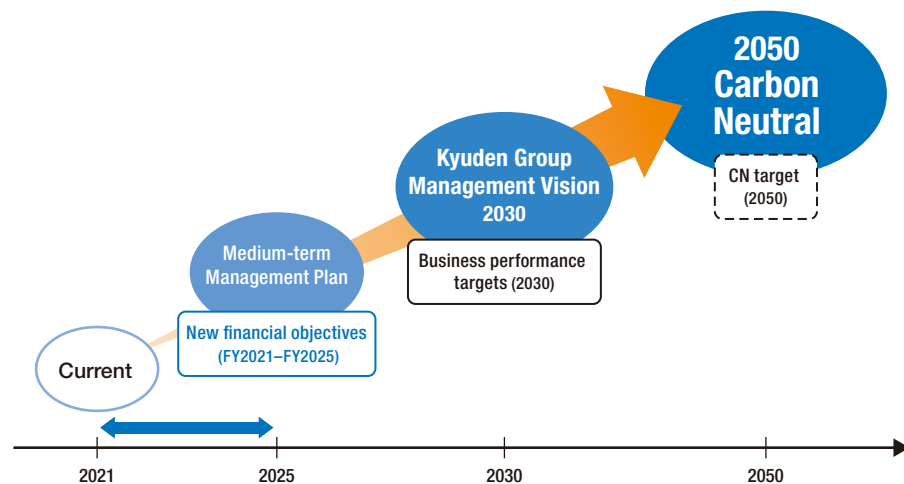 2050
Carbon
Neutral
CN target
(2050)
Kyuden Group
Management Vision
2030
Business performance
targets (2030)
Medium-term
Management Plan
New financial objectives
(FY2021–FY2025)
Current
2021
2025
2030
2050